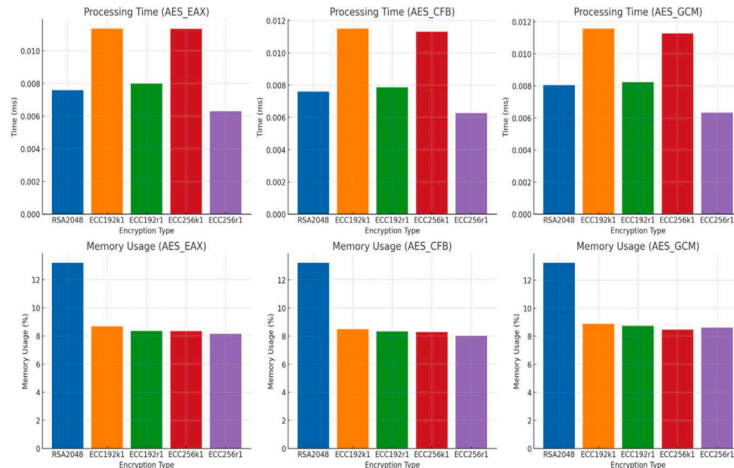 Processing Time (AES_EAX)
Time (ms)
0.010
0.008
0.006
0.004
0.002
0.000
RSA2048 ECC192k1 ECC192r1 ECC256k1 ECC256r1
Encryption Type
Processing Time (AES_CFB)
Time (ms)
0.012
0.010
0.008
0.006
0.004
0.002
0.000
RSA2048 ECC192k1 ECC192r1 ECC256k1 ECC256r1
Encryption Type
Processing Time (AES_GCM)
Time (ms)
0.012
0.010
0.008
0.006
0.004
0.002
0.000
RSA2048 ECC192k1 ECC192r1 ECC256k1 ECC256r1
Encryption Type
Memory Usage (AES_EAX)
Memory Usage (%)
12
10
8
6
4
2
0
RSA2048 ECC192k1 ECC192r1 ECC256k1 ECC256r1
Encryption Type
Memory Usage (AES_CFB)
Memory Usage (%)
12
10
8
6
4
2
0
RSA2048 ECC192k1 ECC192r1 ECC256k1 ECC256r1
Encryption Type
Memory Usage (AES_GCM)
Memory Usage (%)
12
10
8
6
4
2
0
RSA2048 ECC192k1 ECC192r1 ECC256k1 ECC256r1
Encryption Type